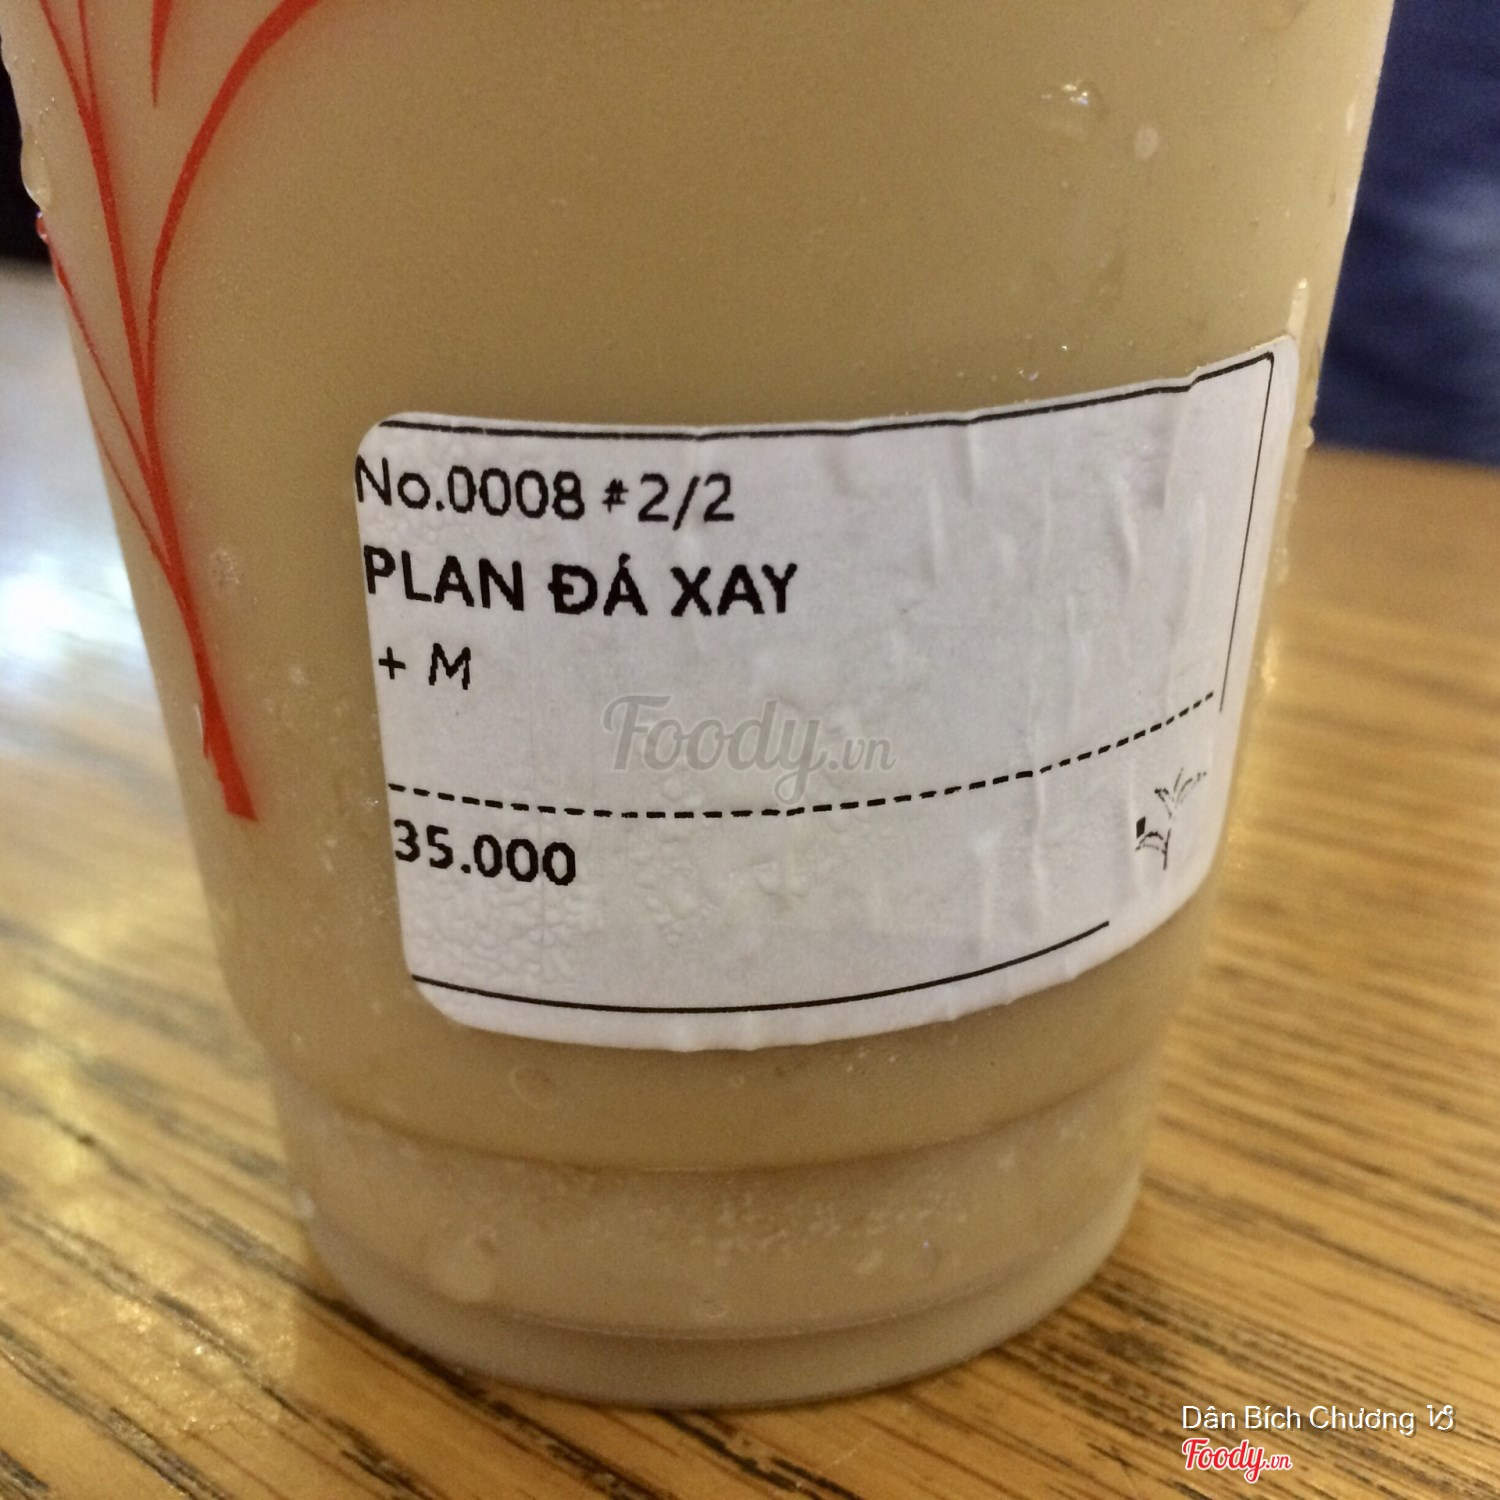 No.0008 #2/2
PLAN ĐÁ XAY
+ M
Foody.vn
35.000
Dân Bích Chương
Foody.vn